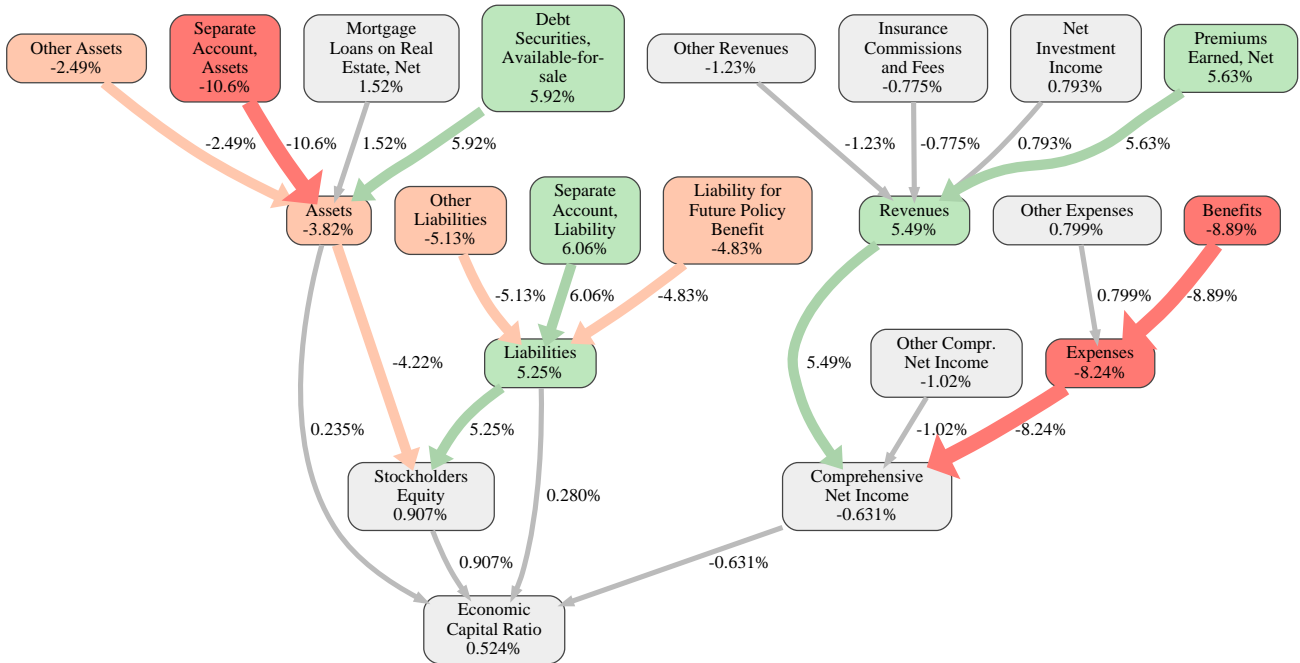 Other Assets
-2.49%
Separate
Account,
Assets
-10.6%
Mortgage
Loans on Real
Estate, Net
1.52%
Debt
Securities,
Available-for-
sale
5.92%
Other Revenues
-1.23%
Insurance
Commissions
and Fees
-0.775%
Net
Investment
Income
0.793%
Premiums
Earned, Net
5.63%
-2.49%
-10.6%
1.52%
5.92%
-1.23%
-0.775%
0.793%
5.63%
Assets
-3.82%
Other
Liabilities
-5.13%
Separate
Account,
Liability
6.06%
Liability for
Future Policy
Benefit
-4.83%
Revenues
5.49%
Other Expenses
0.799%
Benefits
-8.89%
-5.13%
6.06%
-4.83%
0.799%
-8.89%
Liabilities
5.25%
Other Compr.
Net Income
-1.02%
Expenses
-8.24%
-4.22%
5.49%
0.235%
5.25%
-1.02%
-8.24%
Stockholders
Equity
0.907%
0.280%
Comprehensive
Net Income
-0.631%
0.907%
-0.631%
Economic
Capital Ratio
0.524%